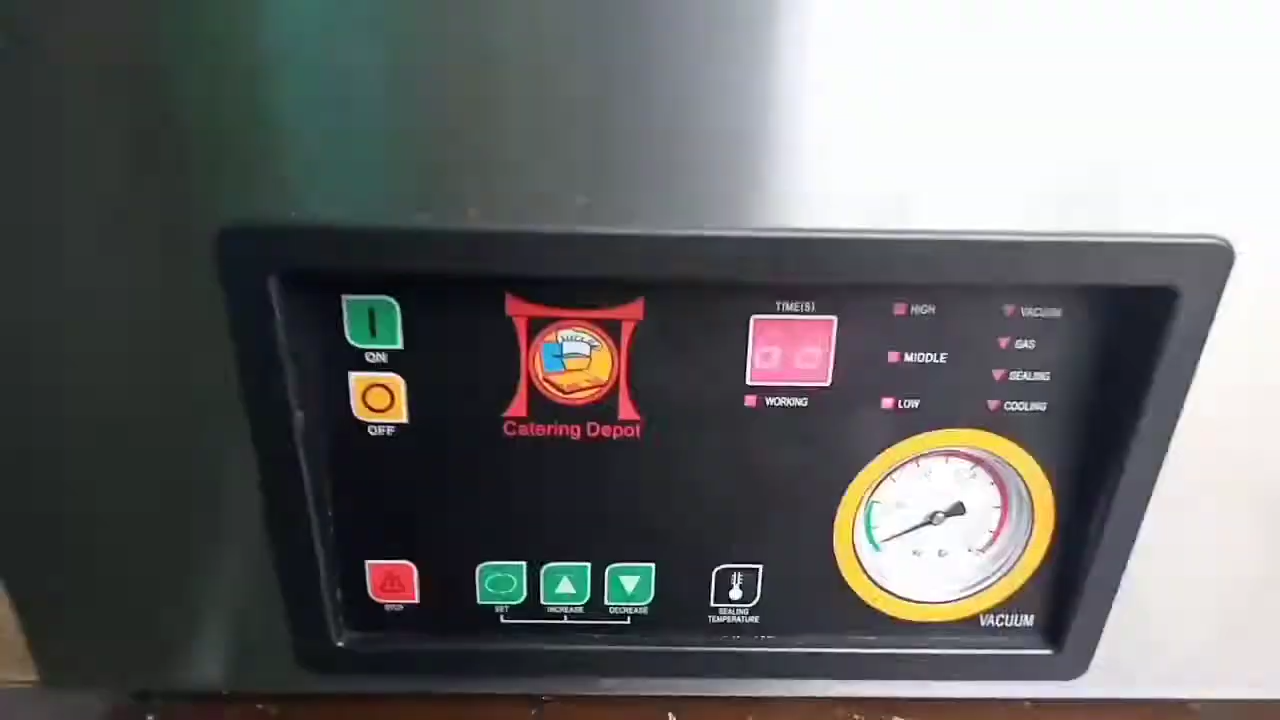 ON
OFF
Catering Depot
TIME(S)
WORKING
HIGH
MIDDLE
LOW
VACUUM
GAS
SEALING
COOLING
STOP
SET
INCREASE
DECREASE
SEALING
TEMPERATURE
VACUUM